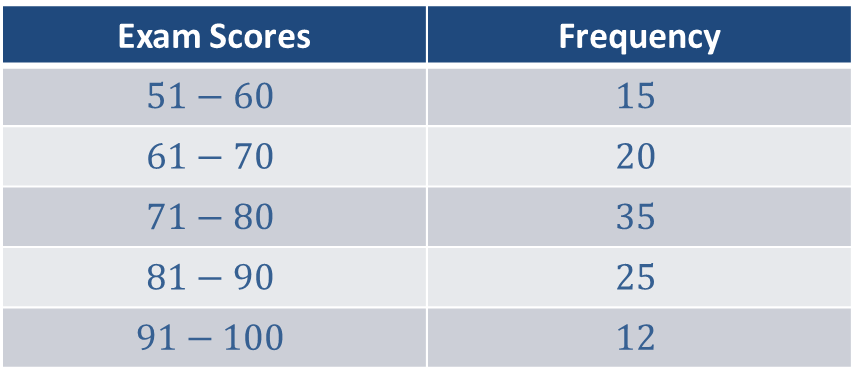 Exam Scores Frequency
51 – 60 15
61 – 70 20
71 – 80 35
81 – 90 25
91 – 100 12